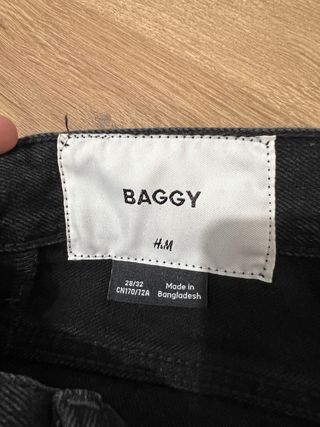 BAGGY
H&M
28/32
CN170/72A
Made in
Bangladesh